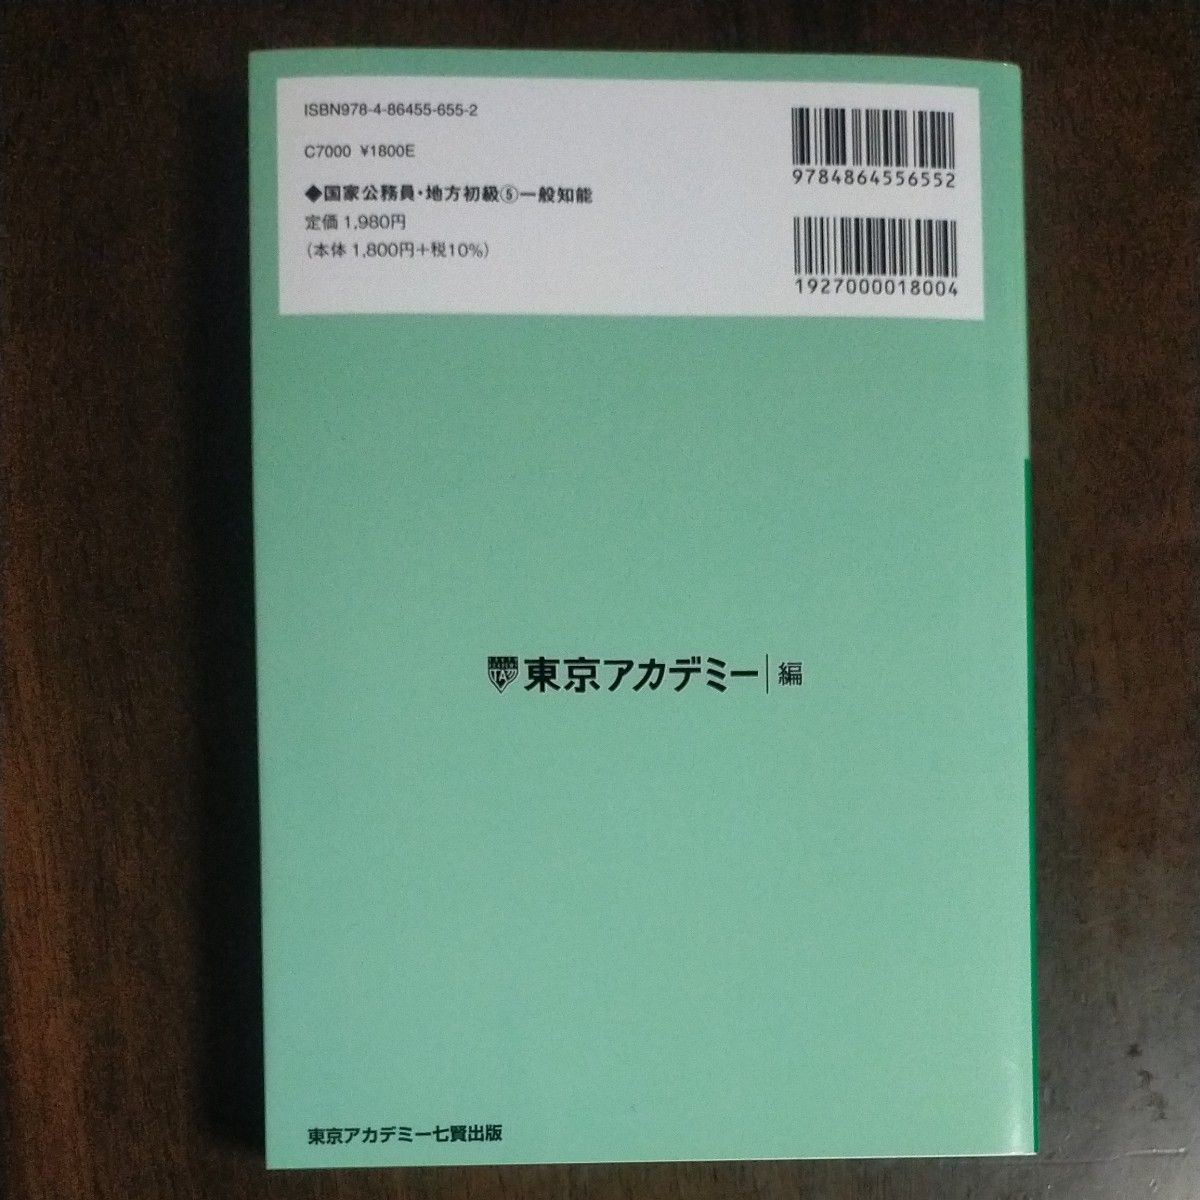 ISBN978-4-86455-655-2
C7000 ¥1800E
◆国家公務員・地方初級⑤一般知能
定価 1,980円
(本体 1,800円+税10%)
9784864556552
1927000018004
TA
東京アカデミー|編
東京アカデミー七賢出版